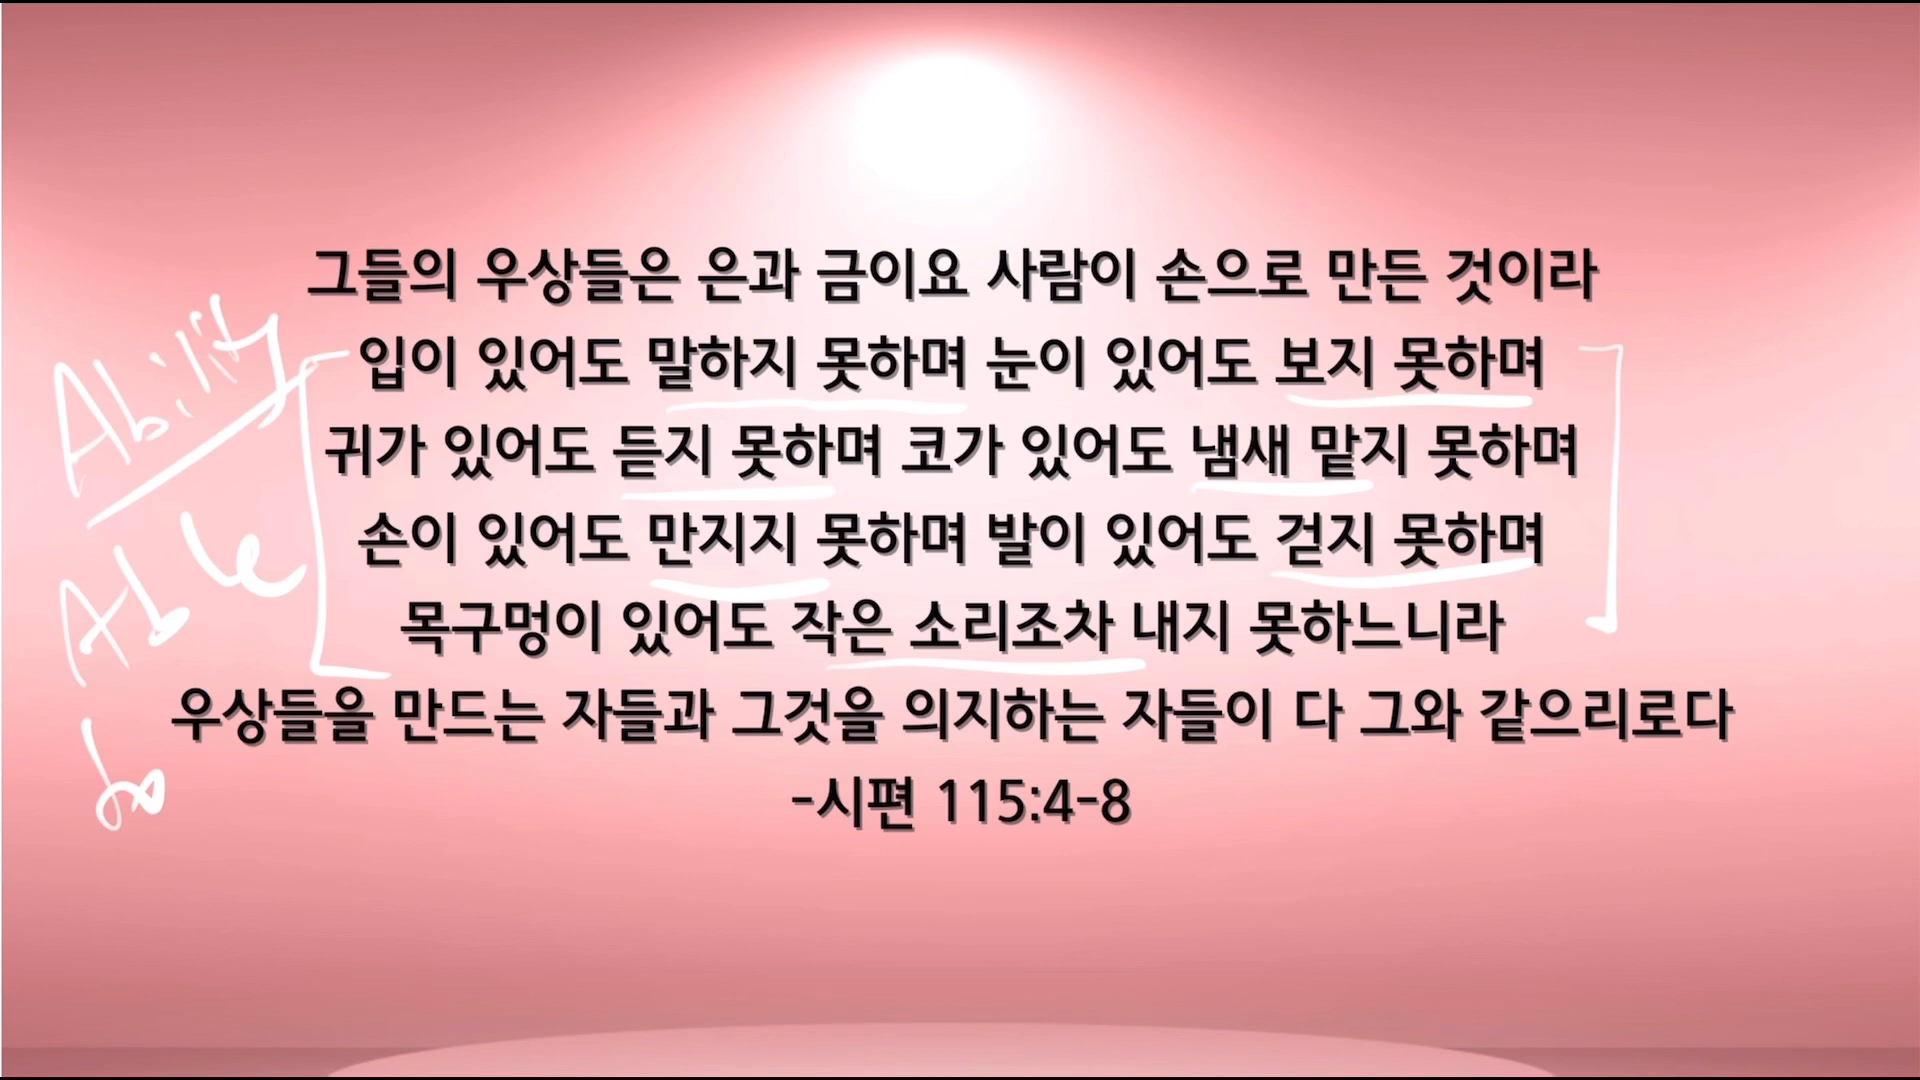 그들의 우상들은 은과 금이요 사람이 손으로 만든 것이라
입이 있어도 말하지 못하며 눈이 있어도 보지 못하며
귀가 있어도 듣지 못하며 코가 있어도 냄새 맡지 못하며
손이 있어도 만지지 못하며 발이 있어도 걷지 못하며
목구멍이 있어도 작은 소리조차 내지 못하느니라
우상들을 만드는 자들과 그것을 의지하는 자들이 다 그와 같으리로다
-시편 115:4-8
Ability
Able
to